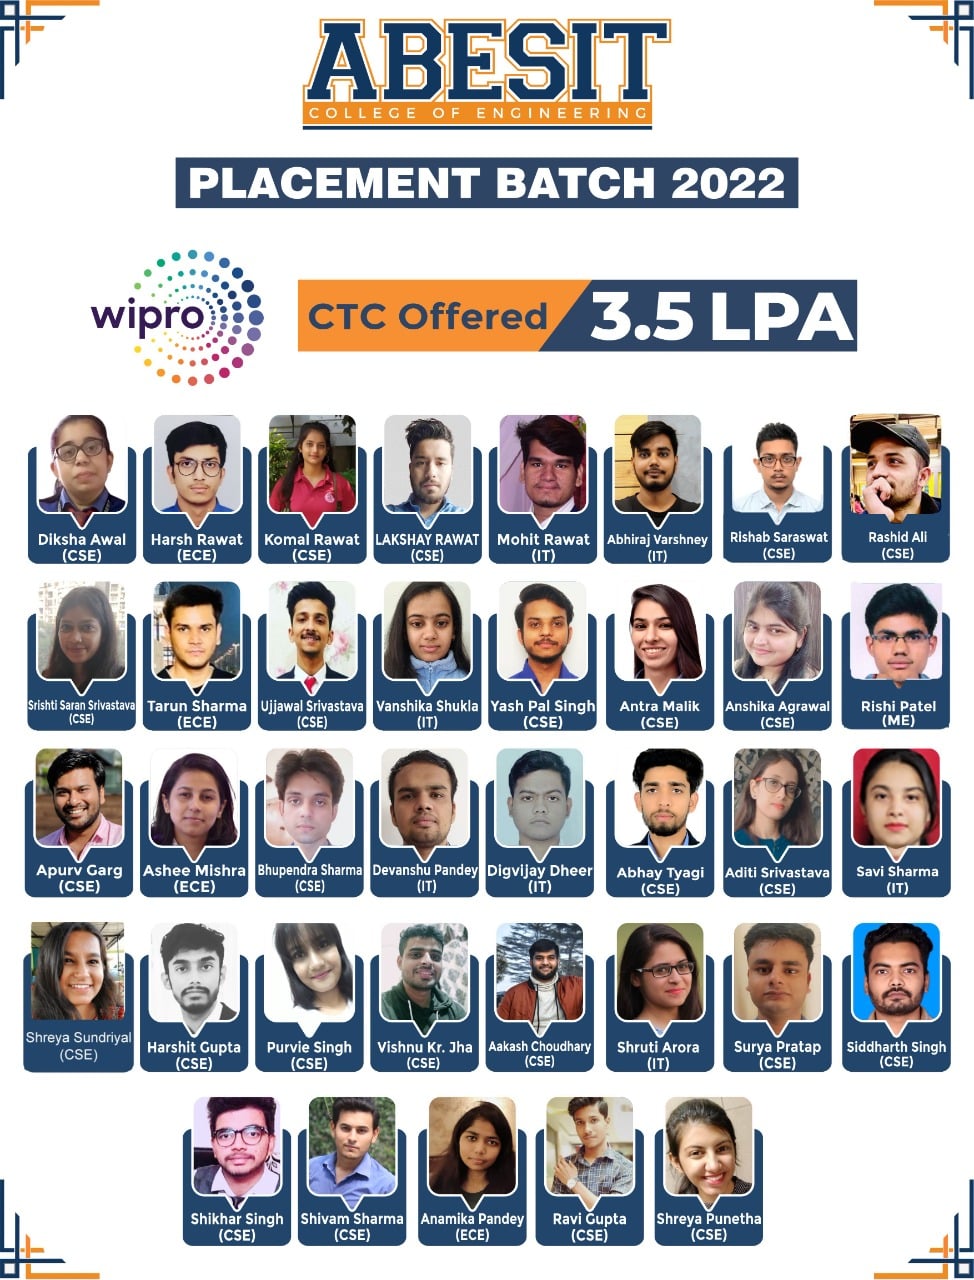 ABESIT
COLLEGE OF ENGINEERING
PLACEMENT BATCH 2022
wipro
CTC Offered 3.5 LPA
Diksha Awal
(CSE)
Harsh Rawat
(ECE)
Komal Rawat
(CSE)
LAKSHAY RAWAT
(CSE)
Mohit Rawat
(IT)
Abhiraj Varshney
(IT)
Rishab Saraswat
(CSE)
Rashid Ali
(CSE)
Srishti Saran Srivastava
(CSE)
Tarun Sharma
(ECE)
Ujjawal Srivastava
(CSE)
Vanshika Shukla
(IT)
Yash Pal Singh
(CSE)
Antra Malik
(CSE)
Anshika Agrawal
(CSE)
Rishi Patel
(ME)
Apurv Garg
(CSE)
Ashee Mishra
(ECE)
Bhupendra Sharma
(CSE)
Devanshu Pandey
(IT)
Digvijay Dheer
(IT)
Abhay Tyagi
(CSE)
Aditi Srivastava
(CSE)
Savi Sharma
(IT)
Shreya Sundriyal
(CSE)
Harshit Gupta
(CSE)
Purvie Singh
(CSE)
Vishnu Kr. Jha
(CSE)
Aakash Choudhary
(CSE)
Shruti Arora
(IT)
Surya Pratap
(CSE)
Siddharth Singh
(CSE)
Shikhar Singh
(CSE)
Shivam Sharma
(CSE)
Anamika Pandey
(ECE)
Ravi Gupta
(CSE)
Shreya Punetha
(CSE)